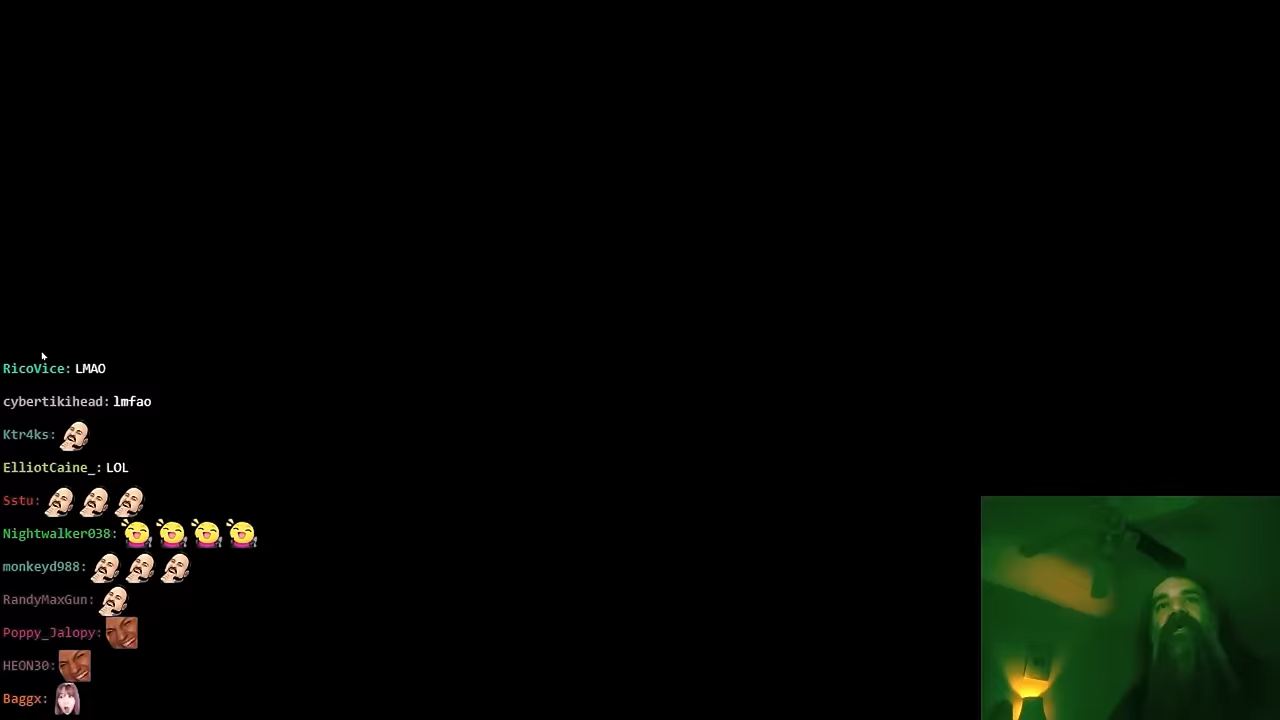 RicoVice: LMAO
cybertikihead: lmfao
Ktr4ks:
ElliotCaine_: LOL
Sstu:
Nightwalker038:
monkeyd988:
RandyMaxGun:
Poppy_Jalopy:
HEON30:
Baggx: